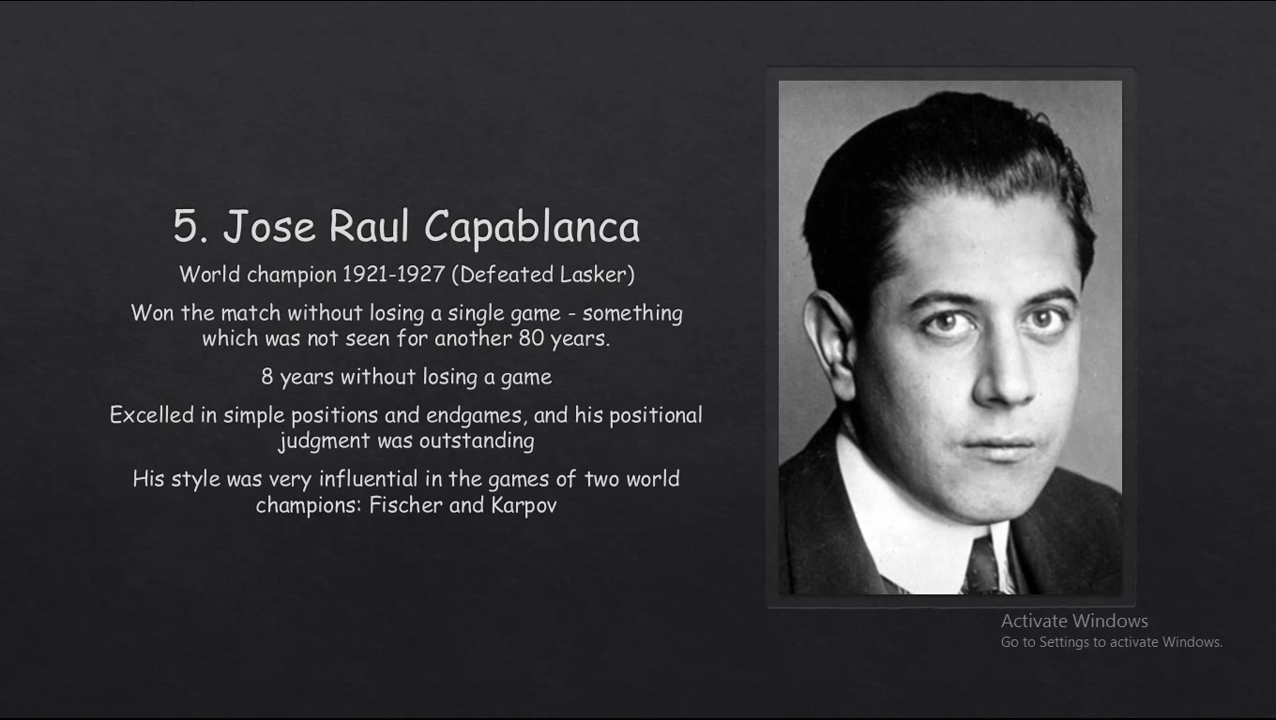 5. Jose Raul Capablanca
World champion 1921-1927 (Defeated Lasker)
Won the match without losing a single game - something
which was not seen for another 80 years.
8 years without losing a game
Excelled in simple positions and endgames, and his positional
judgment was outstanding
His style was very influential in the games of two world
champions: Fischer and Karpov
Activate Windows
Go to Settings to activate Windows.